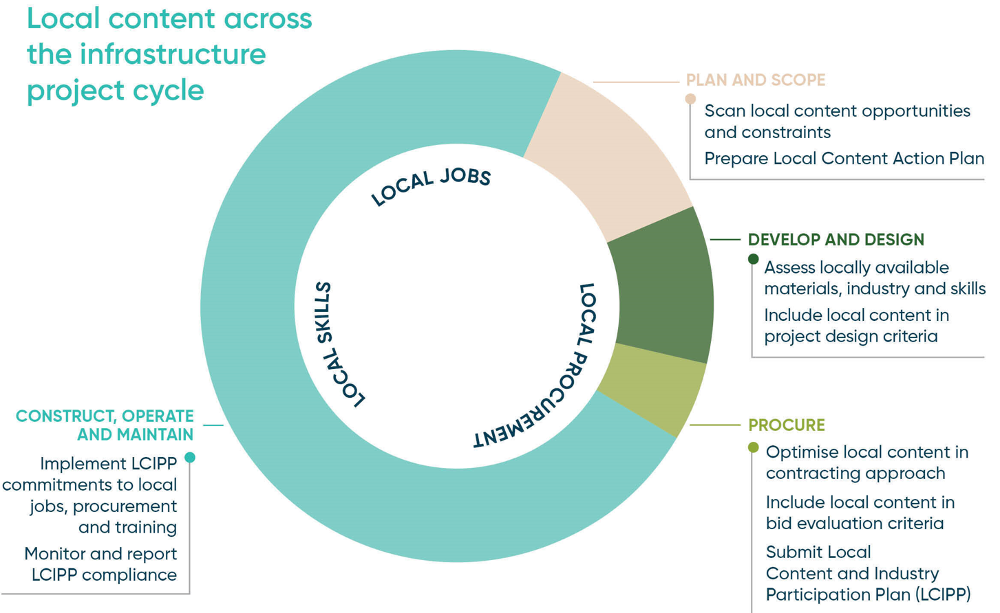 Local content across
the infrastructure
project cycle
PLAN AND SCOPE
Scan local content opportunities
and constraints
Prepare Local Content Action Plan
DEVELOP AND DESIGN
Assess locally available
materials, industry and skills
Include local content in
project design criteria
PROCURE
Optimise local content in
contracting approach
Include local content in
bid evaluation criteria
Submit Local
Content and Industry
Participation Plan (LCIPP)
CONSTRUCT, OPERATE
AND MAINTAIN
Implement LCIPP
commitments to local
jobs, procurement
and training
Monitor and report
LCIPP compliance
LOCAL JOBS
LOCAL PROCUREMENT
LOCAL SKILLS